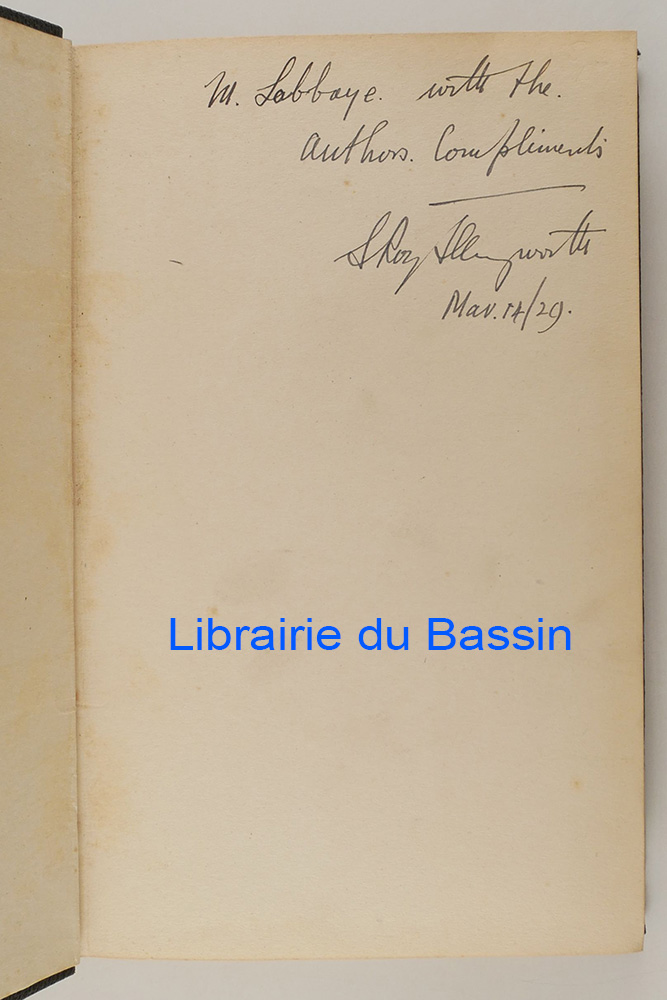 M. Labbaye. with the.
Authors. Compliments
S Roy Illingworth
Mar. 14/29.
Librairie du Bassin